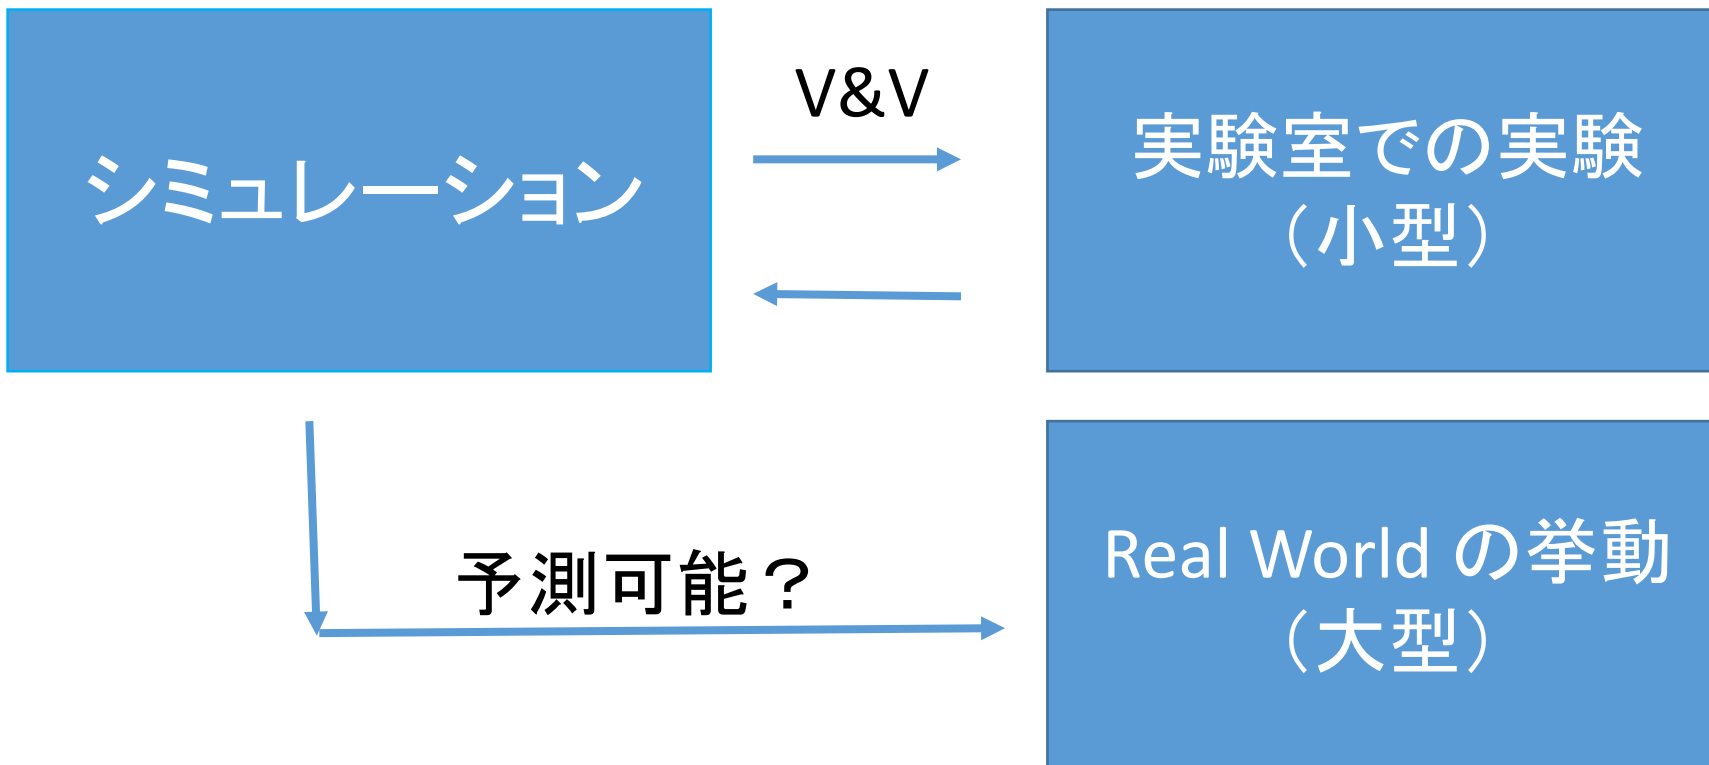 シミュレーション
V&V
実験室での実験
（小型）
予測可能？
Real World の挙動
（大型）